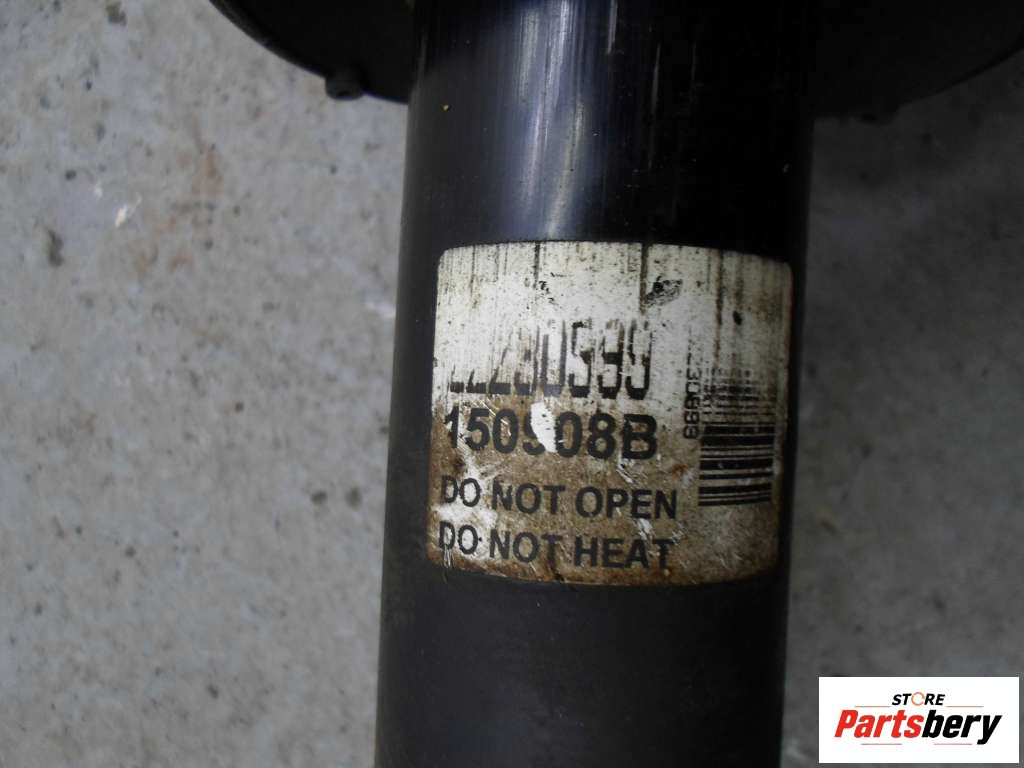 150908B
DO NOT OPEN
DO NOT HEAT
STORE
Partsbery